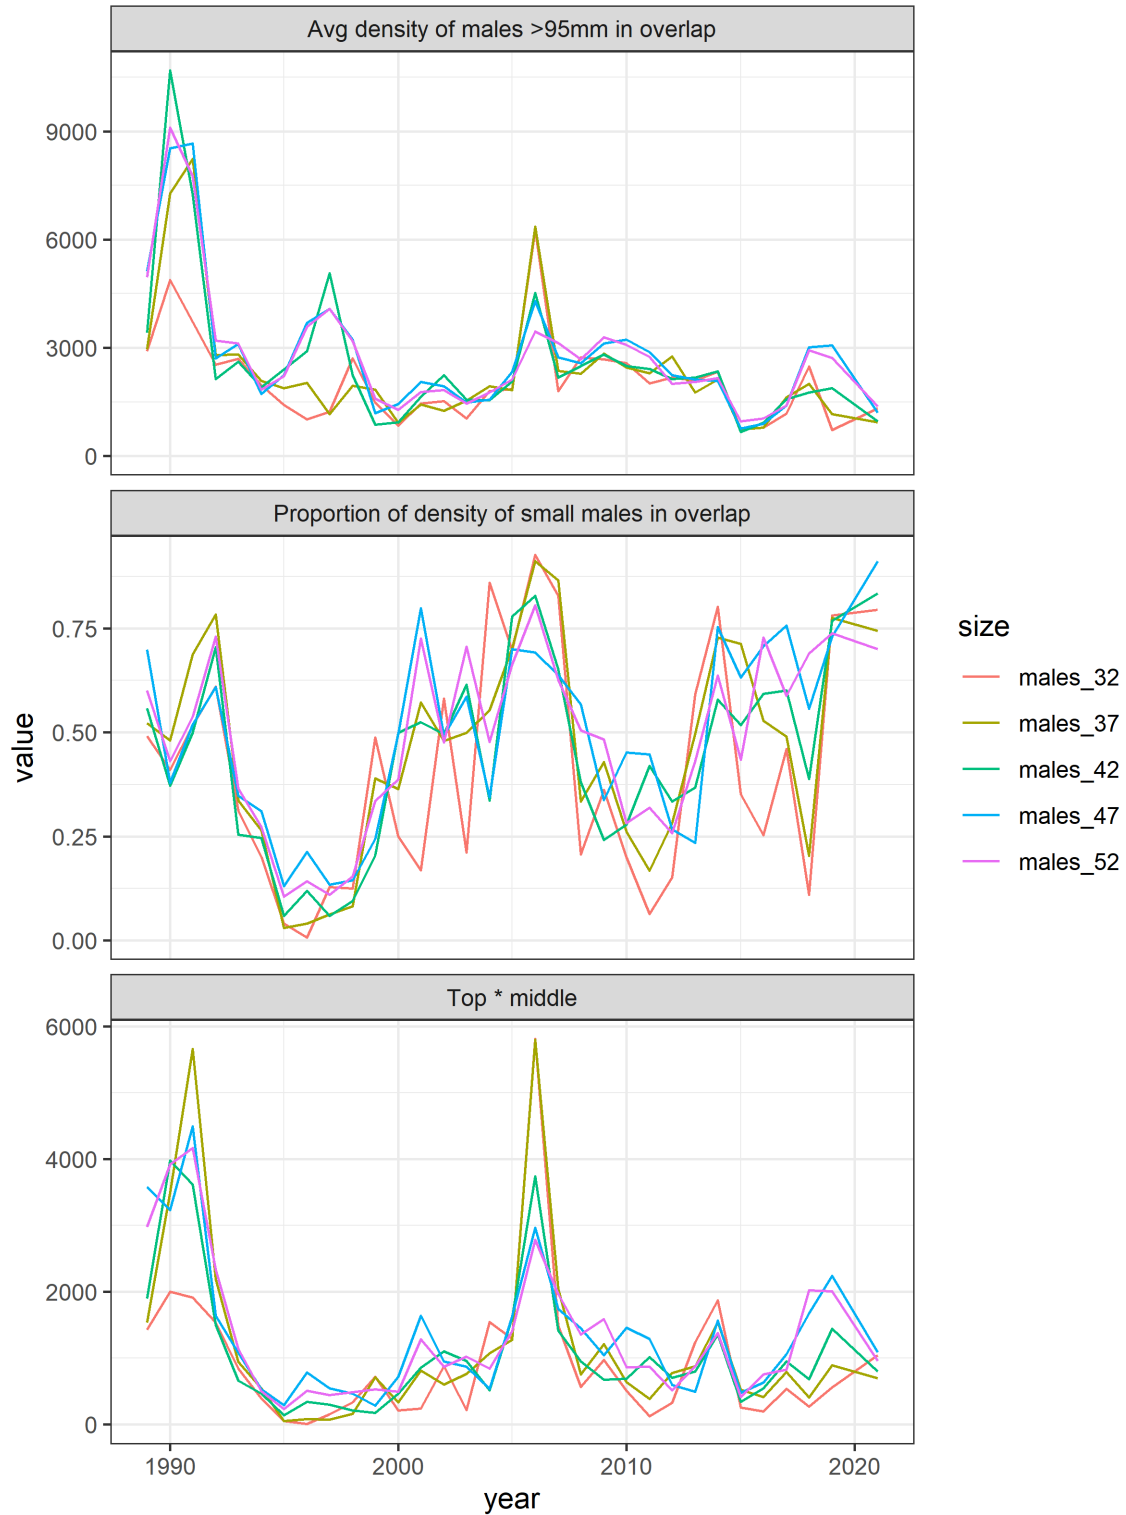 Avg density of males >95mm in overlap
9000
6000
3000
0
Proportion of density of small males in overlap
0.75
0.50
0.25
0.00
Top * middle
6000
4000
2000
0
1990
2000
2010
2020
year
value
size
males_32
males_37
males_42
males_47
males_52